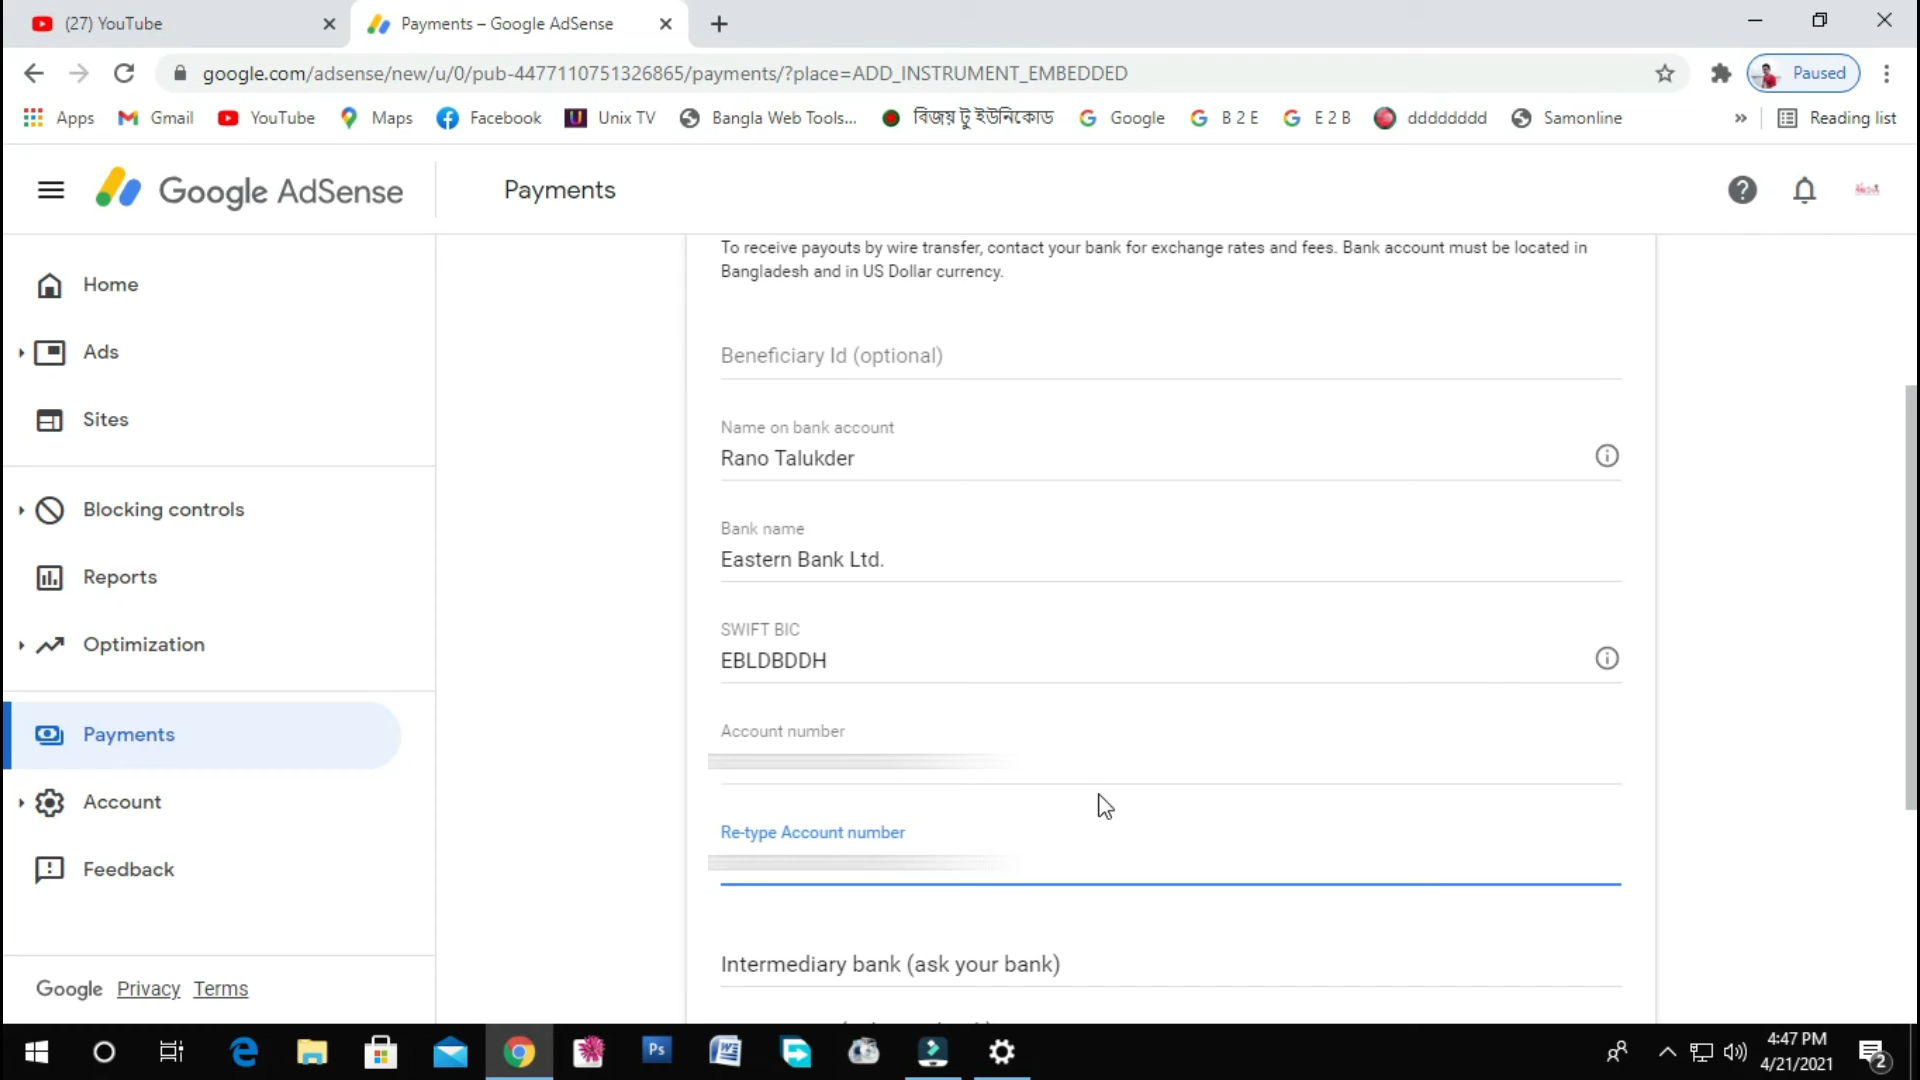 (27) YouTube
Payments – Google AdSense
google.com/adsense/new/u/0/pub-4477110751326865/payments/?place=ADD_INSTRUMENT_EMBEDDED
Paused
Apps
Gmail
YouTube
Maps
Facebook
Unix TV
Bangla Web Tools...
বিজয় টু ইউনিকোড
Google
B 2 E
E 2 B
dddddddd
Samonline
»
Reading list
Google AdSense
Payments
To receive payouts by wire transfer, contact your bank for exchange rates and fees. Bank account must be located in
Bangladesh and in US Dollar currency.
Home
Ads
Sites
Blocking controls
Reports
Optimization
Payments
Account
Feedback
Google Privacy Terms
Beneficiary Id (optional)
Name on bank account
Rano Talukder
Bank name
Eastern Bank Ltd.
SWIFT BIC
EBLDBDDH
Account number
Re-type Account number
Intermediary bank (ask your bank)
Ps
4:47 PM
4/21/2021
2